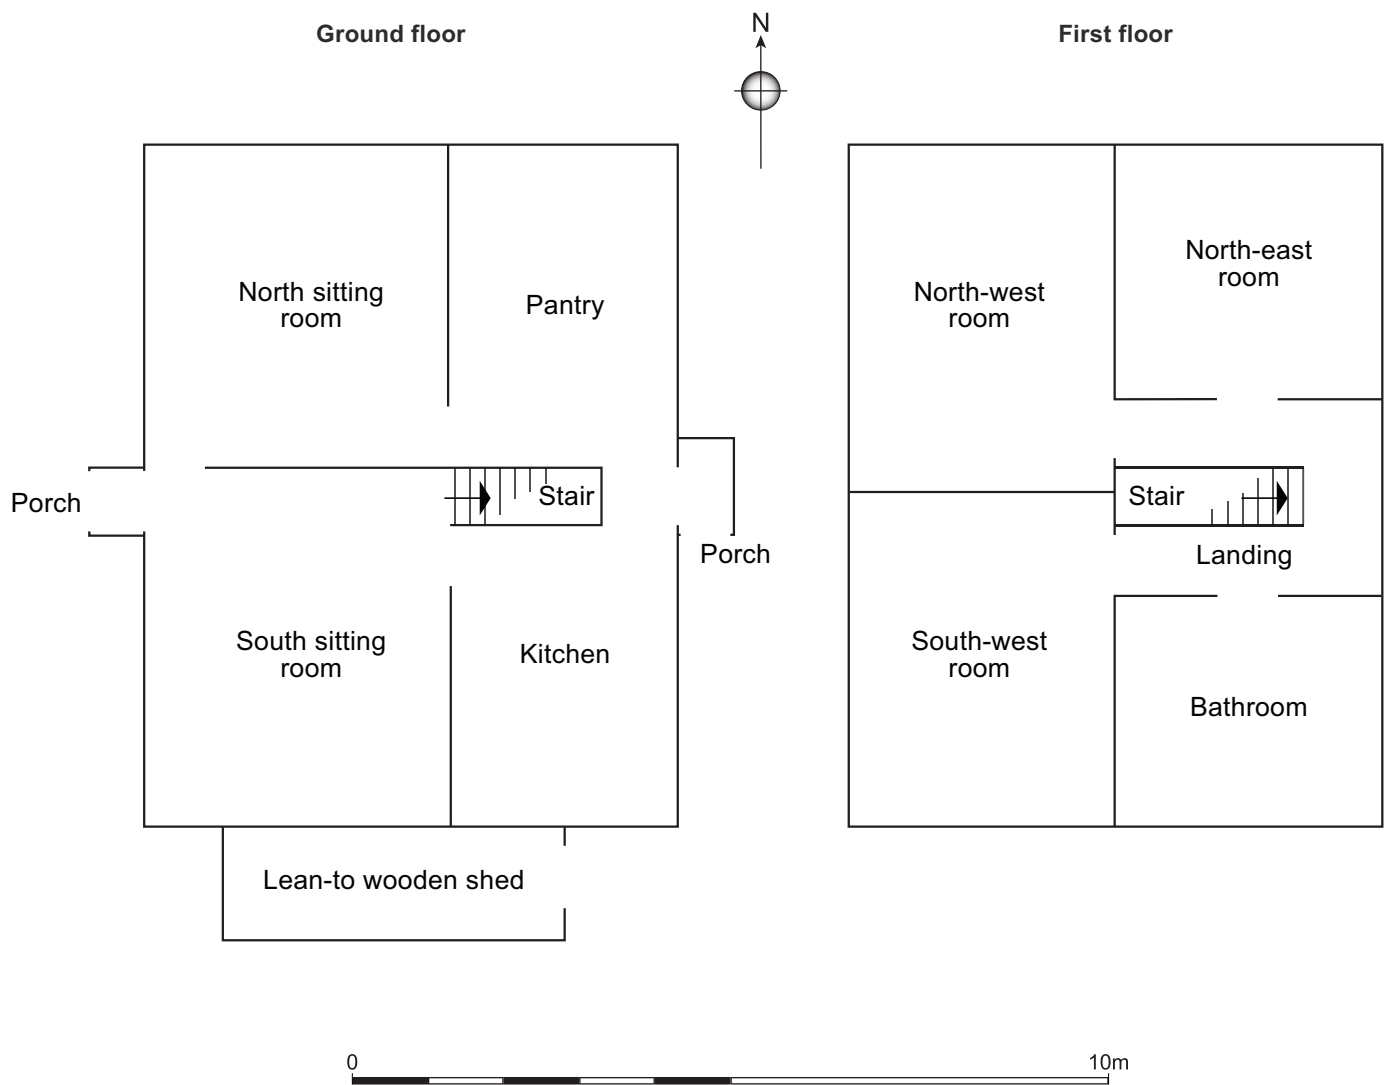 Ground floor
N
First floor
North sitting
room
Pantry
North-west
room
North-east
room
Porch
Stair
Porch
Stair
Landing
South sitting
room
Kitchen
South-west
room
Bathroom
Lean-to wooden shed
0
10m